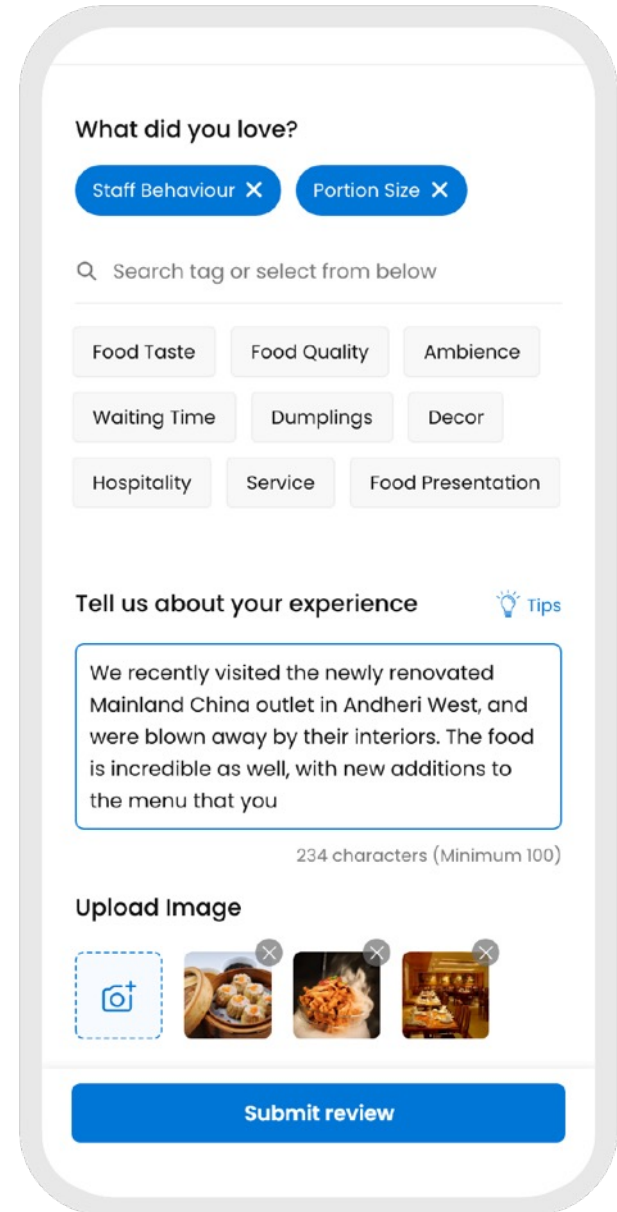 What did you love?
Staff Behaviour Portion Size
Search tag or select from below
Food Taste Food Quality Ambience
Waiting Time Dumplings Decor
Hospitality Service Food Presentation
Tell us about your experience Tips
We recently visited the newly renovated
Mainland China outlet in Andheri West, and
were blown away by their interiors. The food
is incredible as well, with new additions to
the menu that you
234 characters (Minimum 100)
Upload Image
Submit review